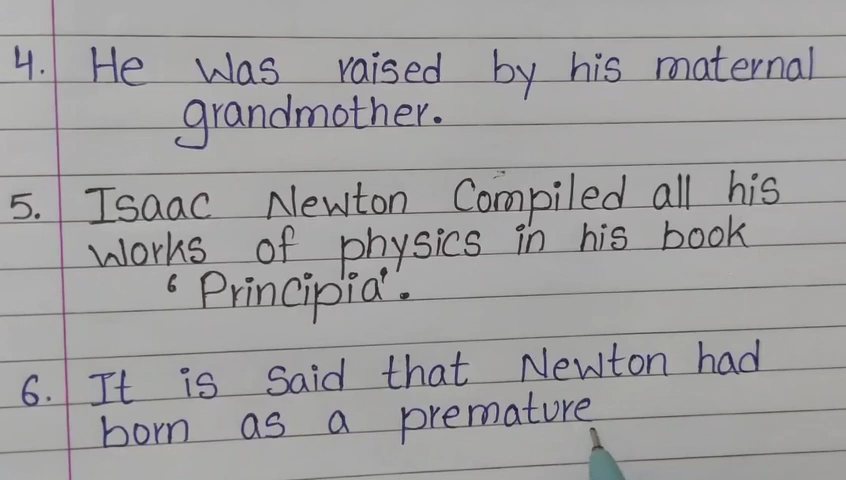 4. He was raised by his maternal
grandmother.
5. Isaac Newton Compiled all his
works of physics in his book
‘Principia’.
6. It is said that Newton had
born as a premature